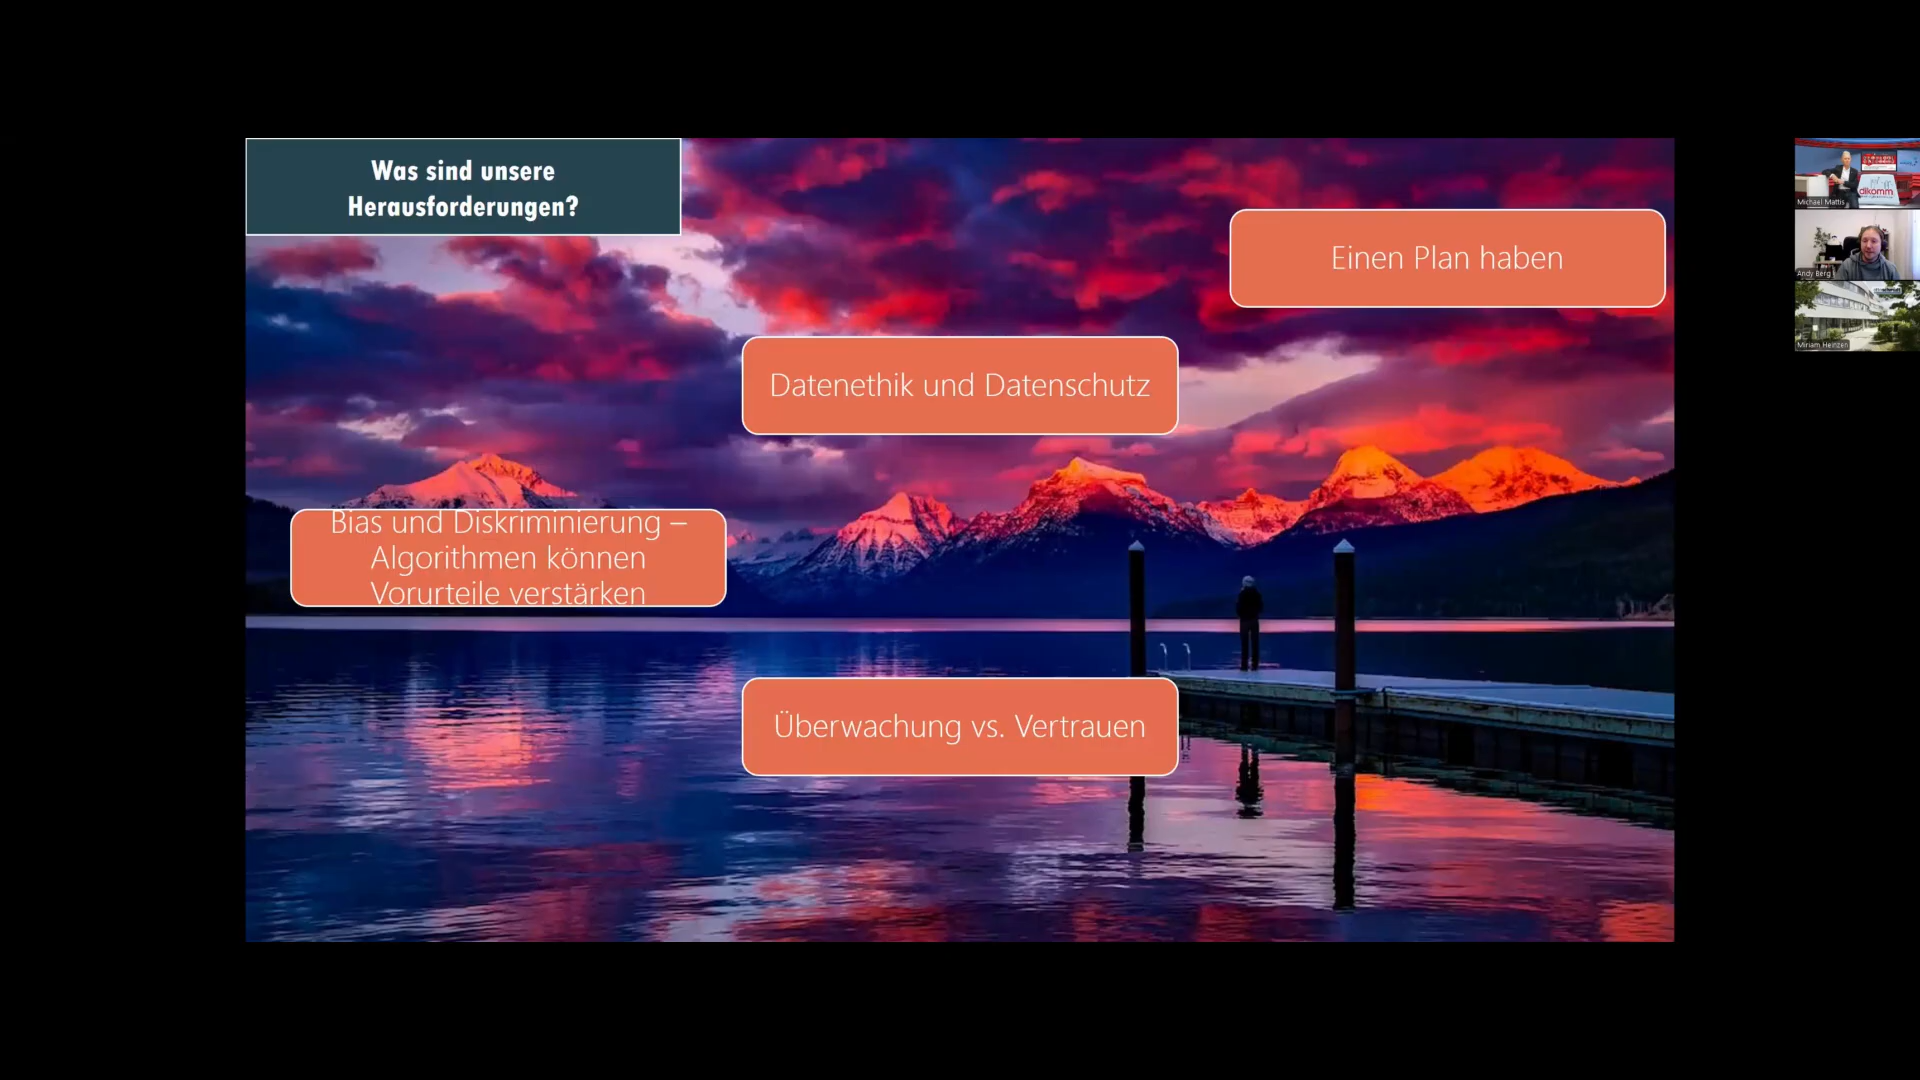 Was sind unsere
Herausforderungen?
Einen Plan haben
Datenethik und Datenschutz
Bias und Diskriminierung –
Algorithmen können
Vorurteile verstärken
Überwachung vs. Vertrauen
dikomm
Michael Mattis
Andy Berg
Miriam Heinzen